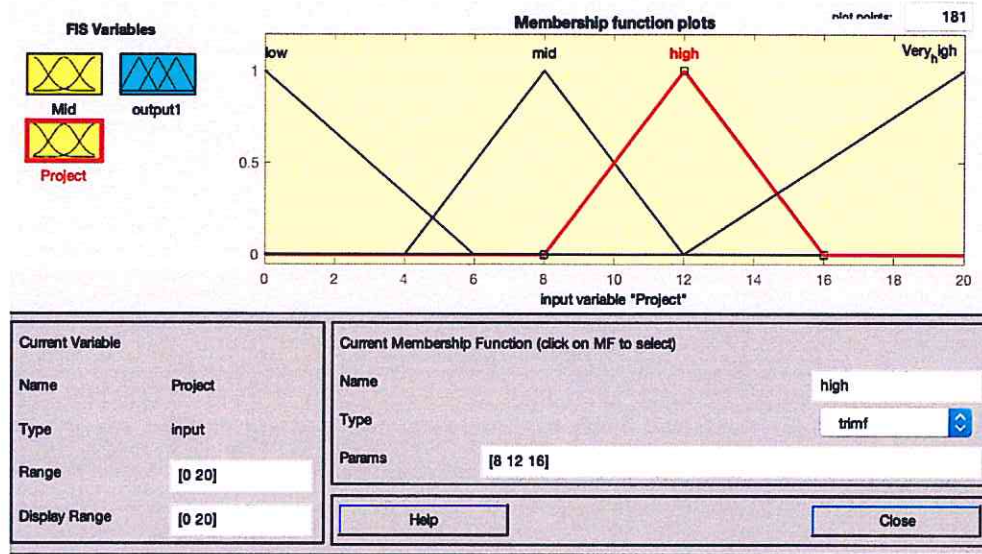 FIS Variables
Mid
output1
Project
Membership function plots
plot points:
181
low
mid
high
Very_high
1
0.5
0
0 2 4 6 8 10 12 14 16 18 20
input variable "Project"
Current Variable
Name Project
Type input
Range [0 20]
Display Range [0 20]
Current Membership Function (click on MF to select)
Name high
Type trimf
Params [8 12 16]
Help
Close